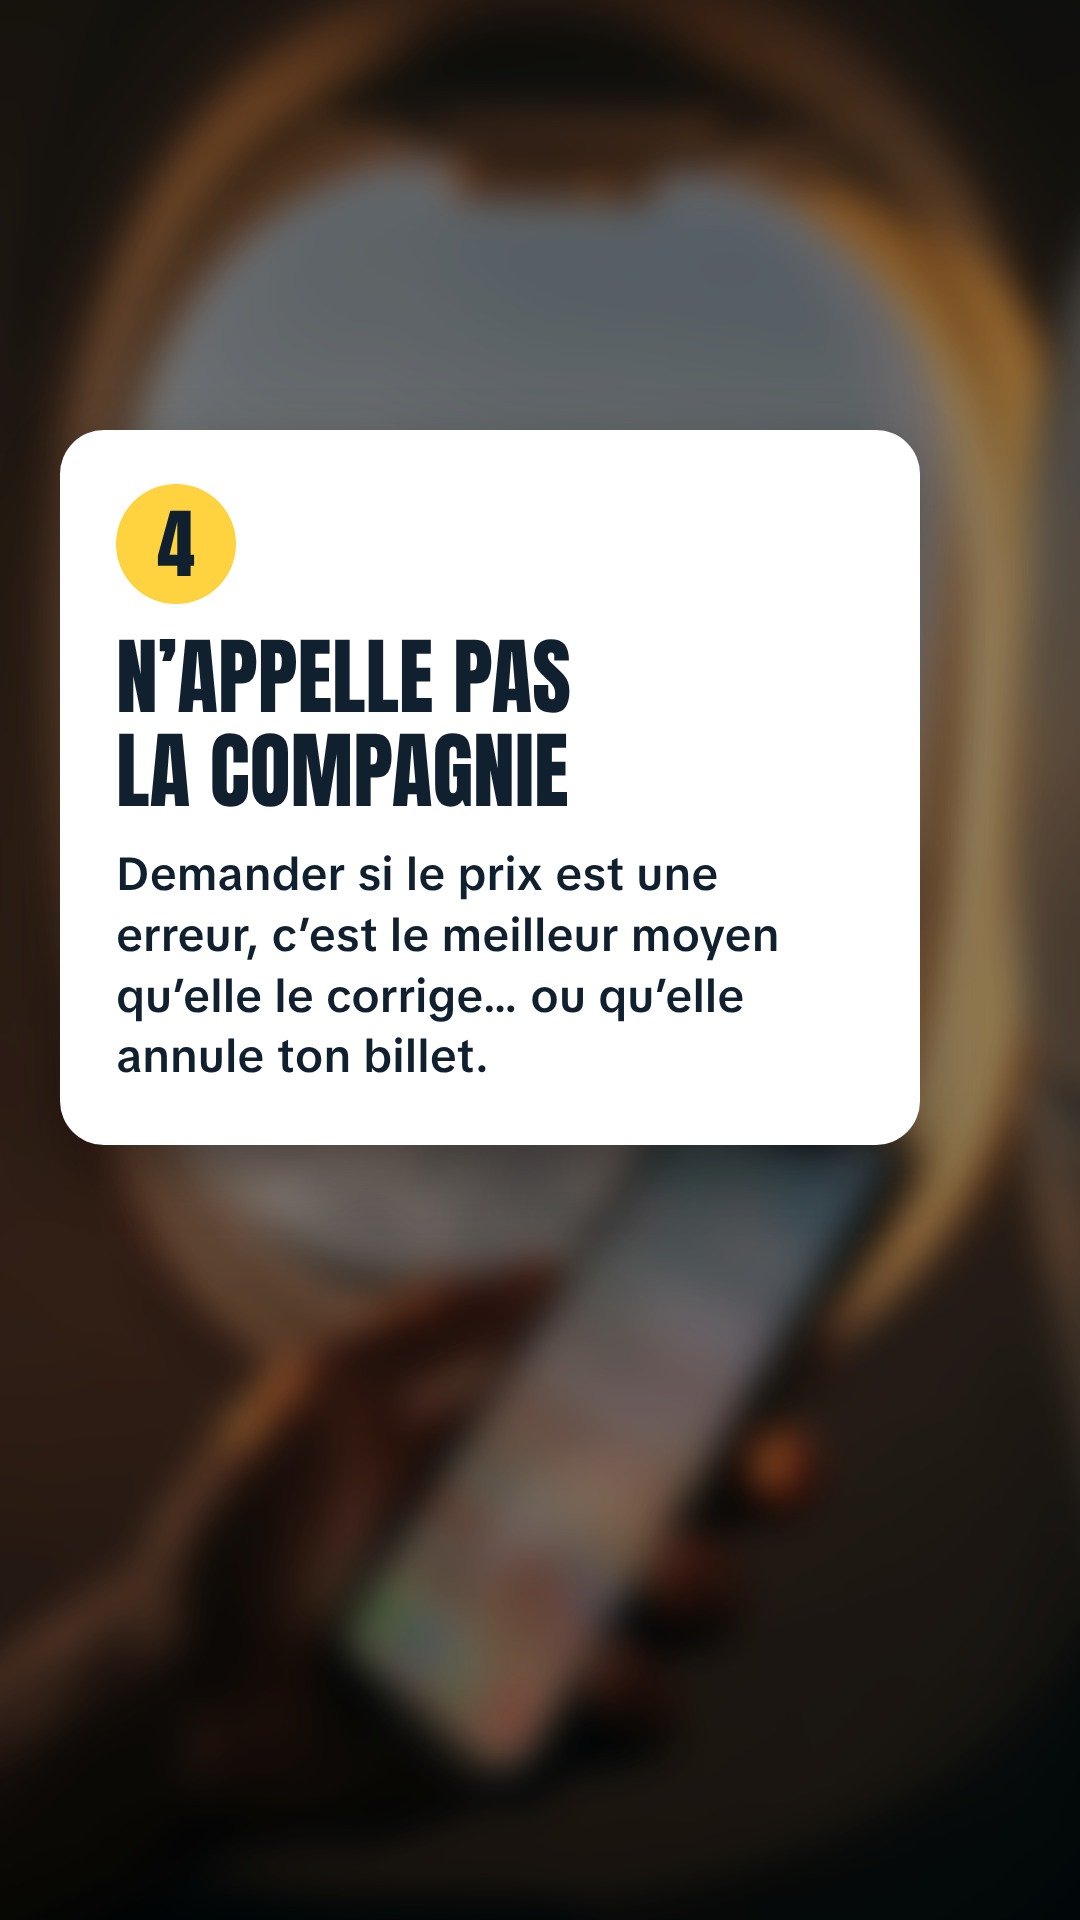 4
N’APPELLE PAS
LA COMPAGNIE
Demander si le prix est une
erreur, c’est le meilleur moyen
qu’elle le corrige… ou qu’elle
annule ton billet.